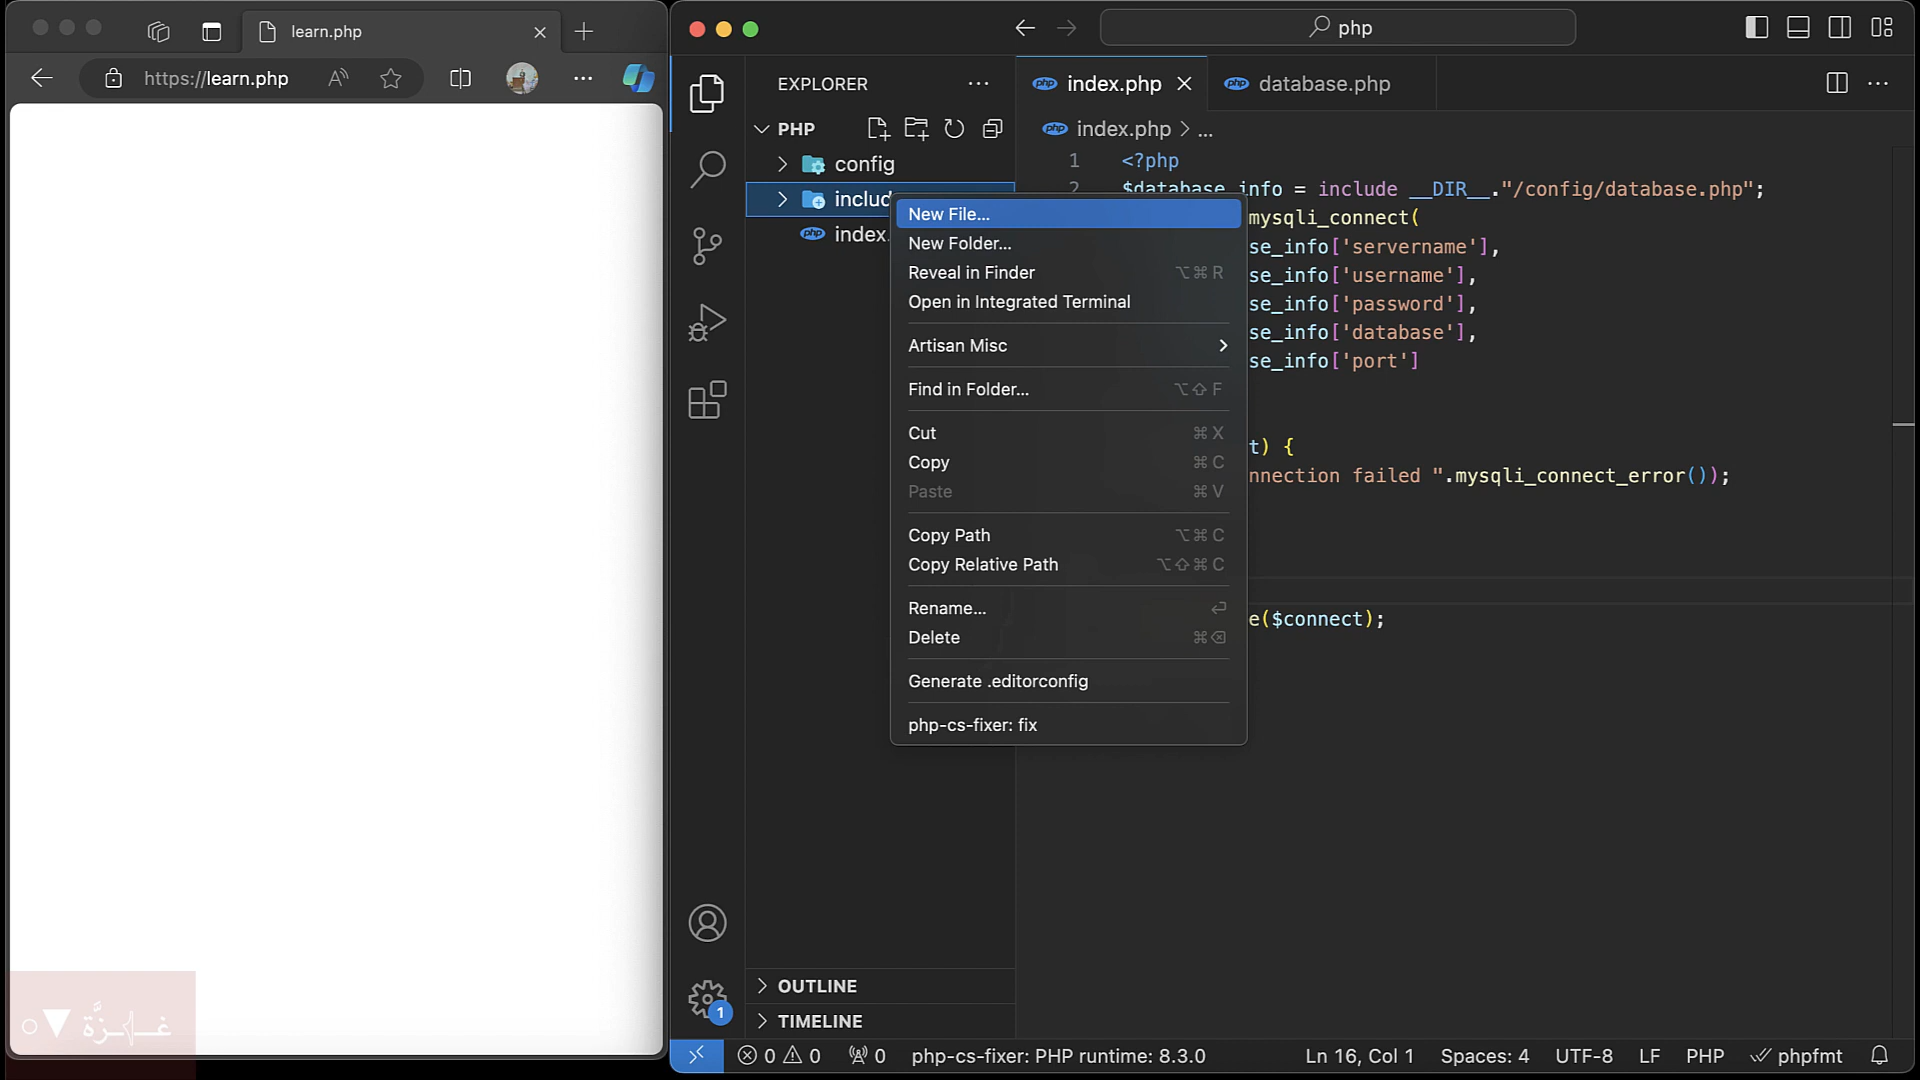 learn.php
https://learn.php
غـزَّة
php
EXPLORER
PHP
config
includ
index.
index.php
database.php
index.php > ...
1 <?php
2 $database_info = include __DIR__."/config/database.php";
mysqli_connect(
se_info['servername'],
se_info['username'],
se_info['password'],
se_info['database'],
se_info['port']
t) {
nnection failed ".mysqli_connect_error());
e($connect);
New File...
New Folder...
Reveal in Finder ⌥⌘R
Open in Integrated Terminal
Artisan Misc
Find in Folder... ⌥⇧F
Cut ⌘X
Copy ⌘C
Paste ⌘V
Copy Path ⌥⌘C
Copy Relative Path ⌥⇧⌘C
Rename... ⏎
Delete ⌘⌫
Generate .editorconfig
php-cs-fixer: fix
OUTLINE
TIMELINE
1
0 0 0 php-cs-fixer: PHP runtime: 8.3.0 Ln 16, Col 1 Spaces: 4 UTF-8 LF PHP phpfmt